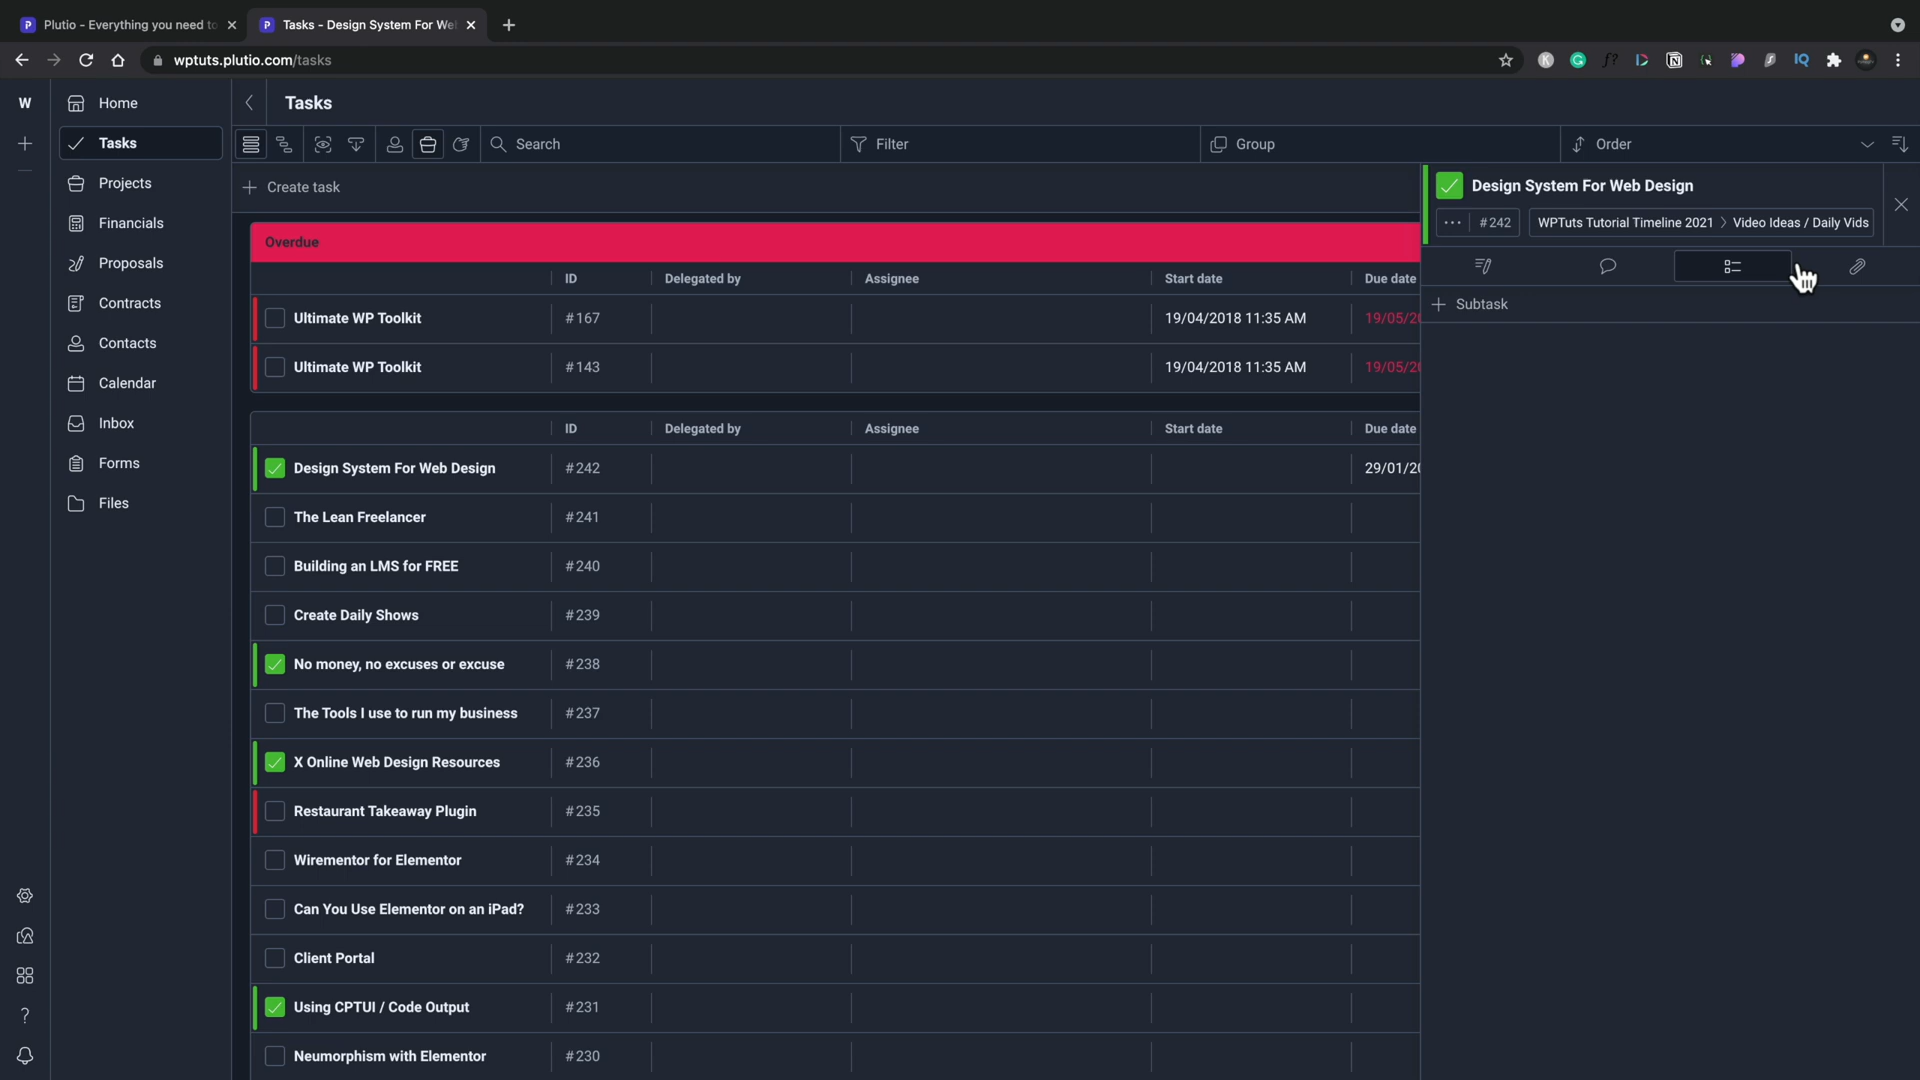 Plutio - Everything you need to
Tasks - Design System For We
wptuts.plutio.com/tasks
W
Home
Tasks
Projects
Financials
Proposals
Contracts
Contacts
Calendar
Inbox
Forms
Files
Tasks
Search
Filter
Group
Order
Create task
Overdue
ID Delegated by Assignee Start date Due date
Ultimate WP Toolkit #167 19/04/2018 11:35 AM 19/05/20
Ultimate WP Toolkit #143 19/04/2018 11:35 AM 19/05/20
ID Delegated by Assignee Start date Due date
Design System For Web Design #242 29/01/20
The Lean Freelancer #241
Building an LMS for FREE #240
Create Daily Shows #239
No money, no excuses or excuse #238
The Tools I use to run my business #237
X Online Web Design Resources #236
Restaurant Takeaway Plugin #235
Wirementor for Elementor #234
Can You Use Elementor on an iPad? #233
Client Portal #232
Using CPTUI / Code Output #231
Neumorphism with Elementor #230
Design System For Web Design
#242 WPTuts Tutorial Timeline 2021 > Video Ideas / Daily Vids
Subtask